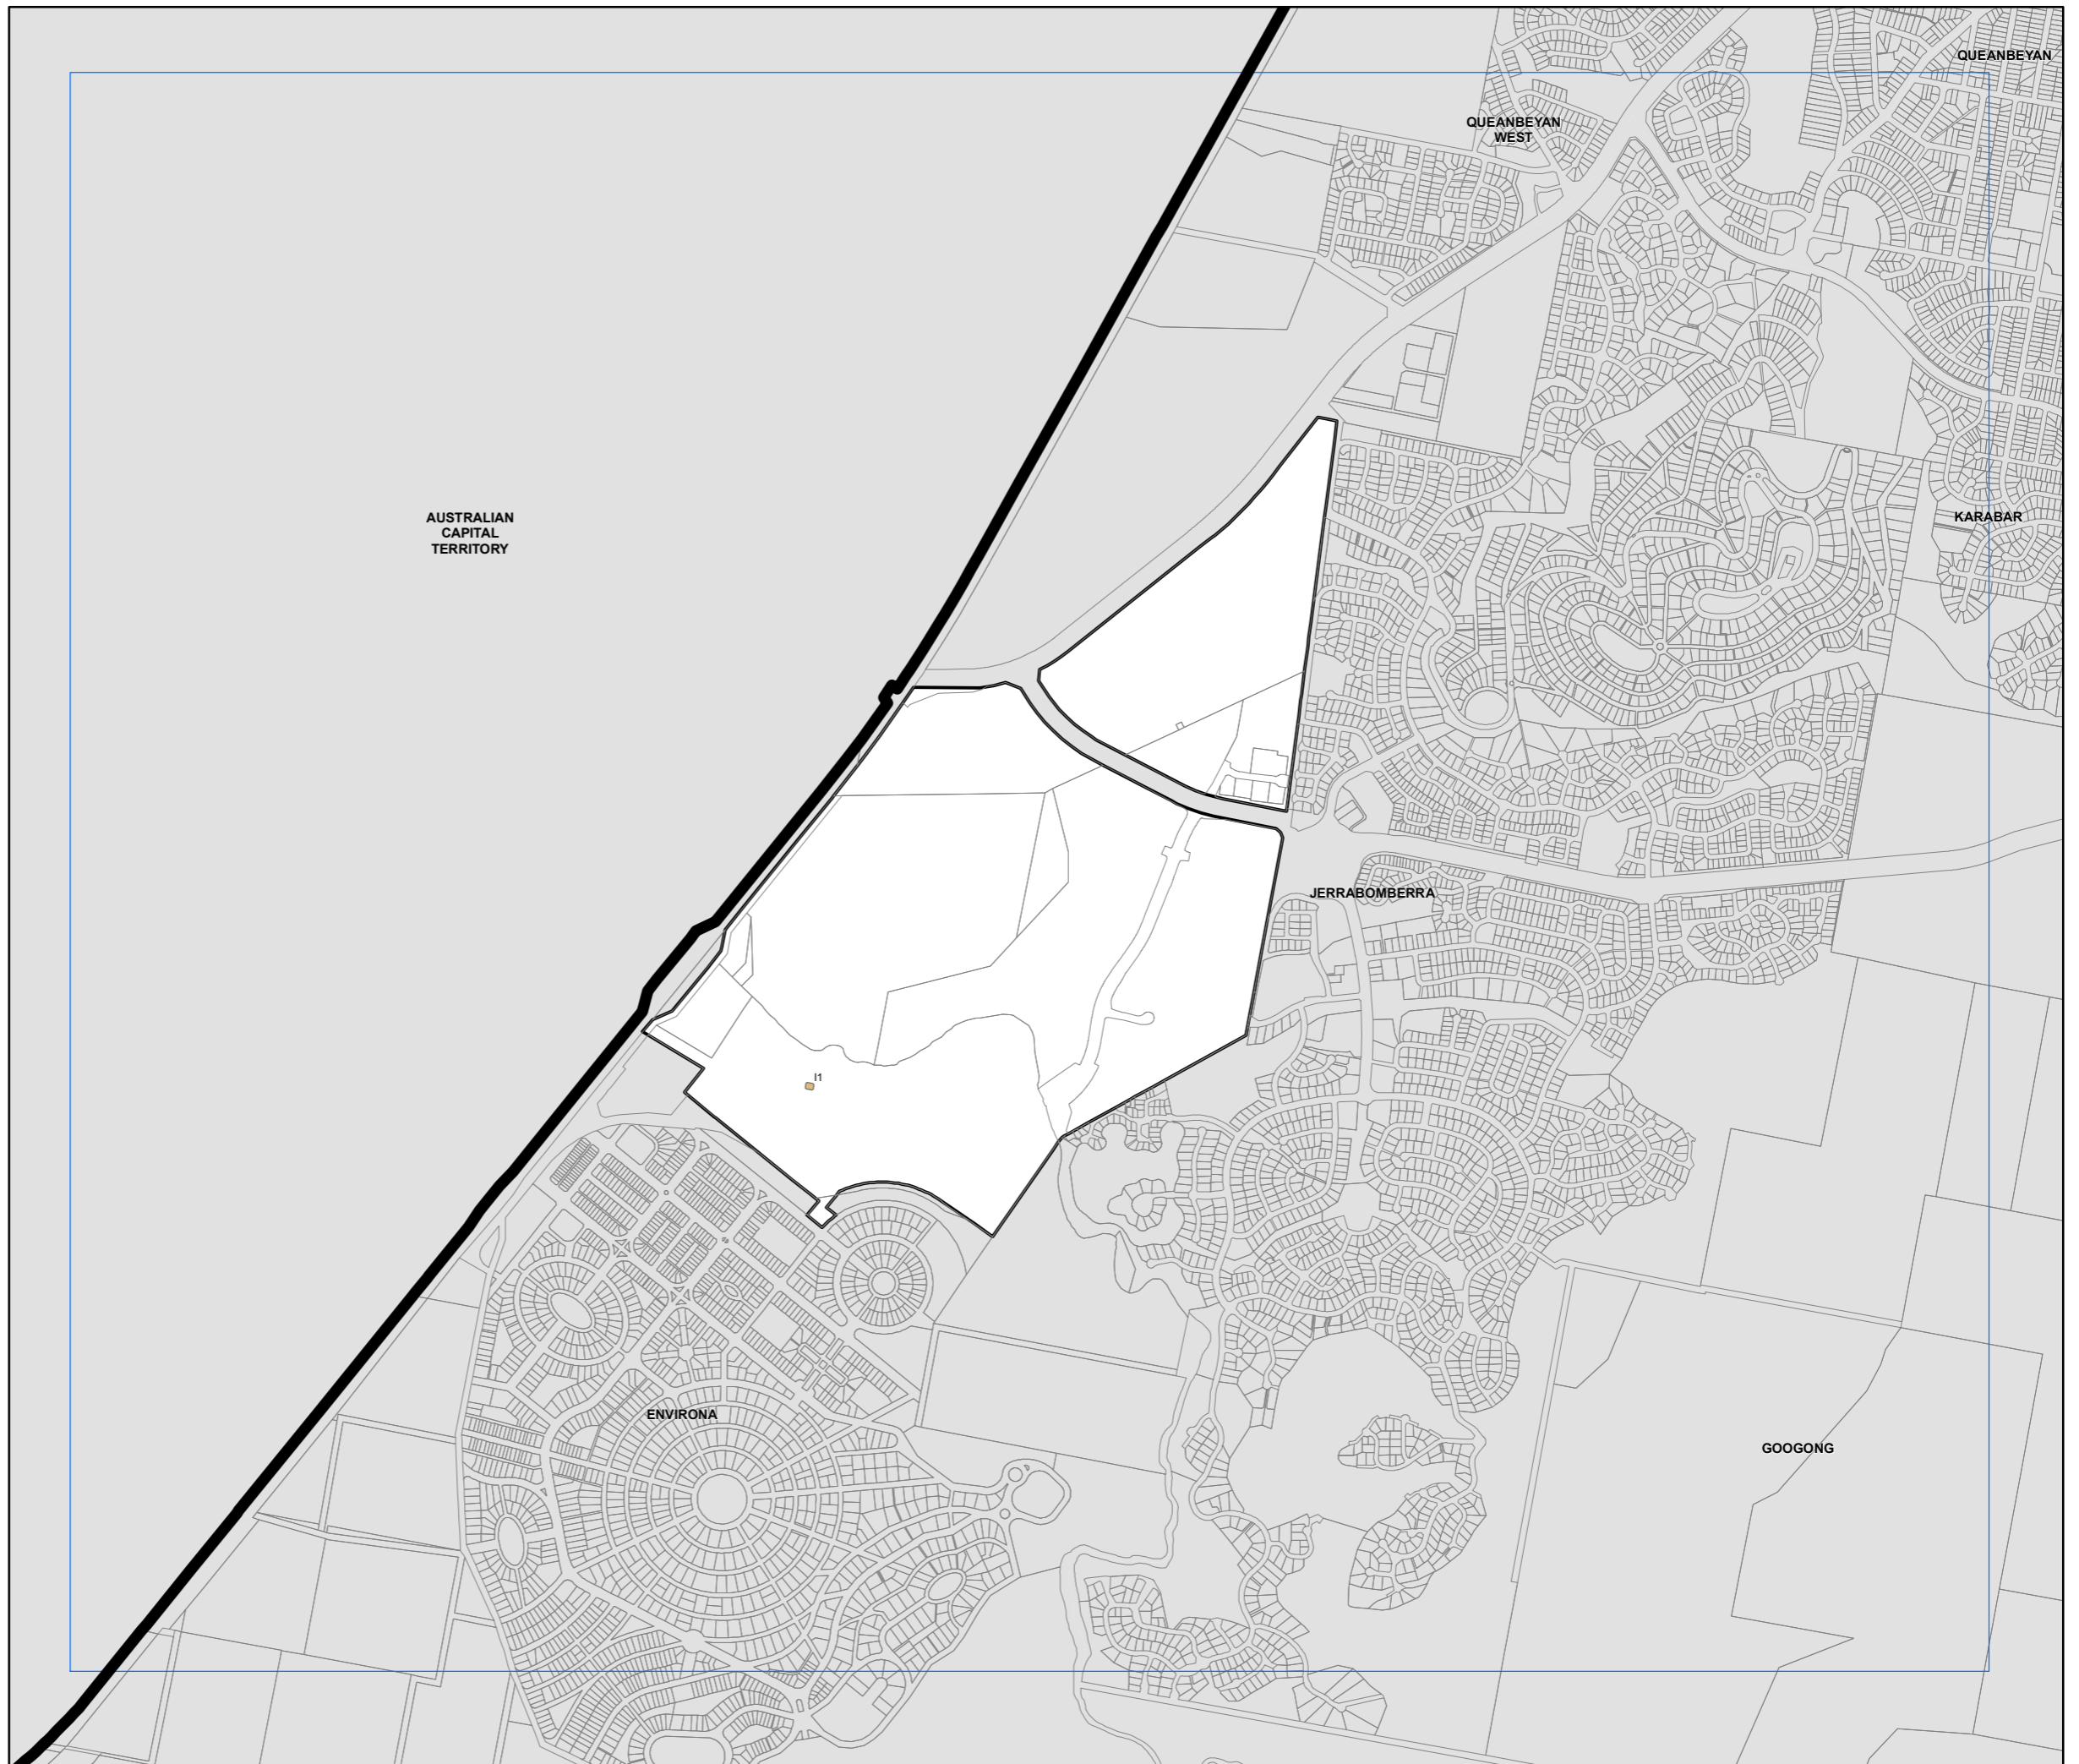 QUEANBEYAN
QUEANBEYAN
WEST
AUSTRALIAN
CAPITAL
TERRITORY
KARABAR
JERRABOMBERRA
I1
ENVIRONA
GOOGONG